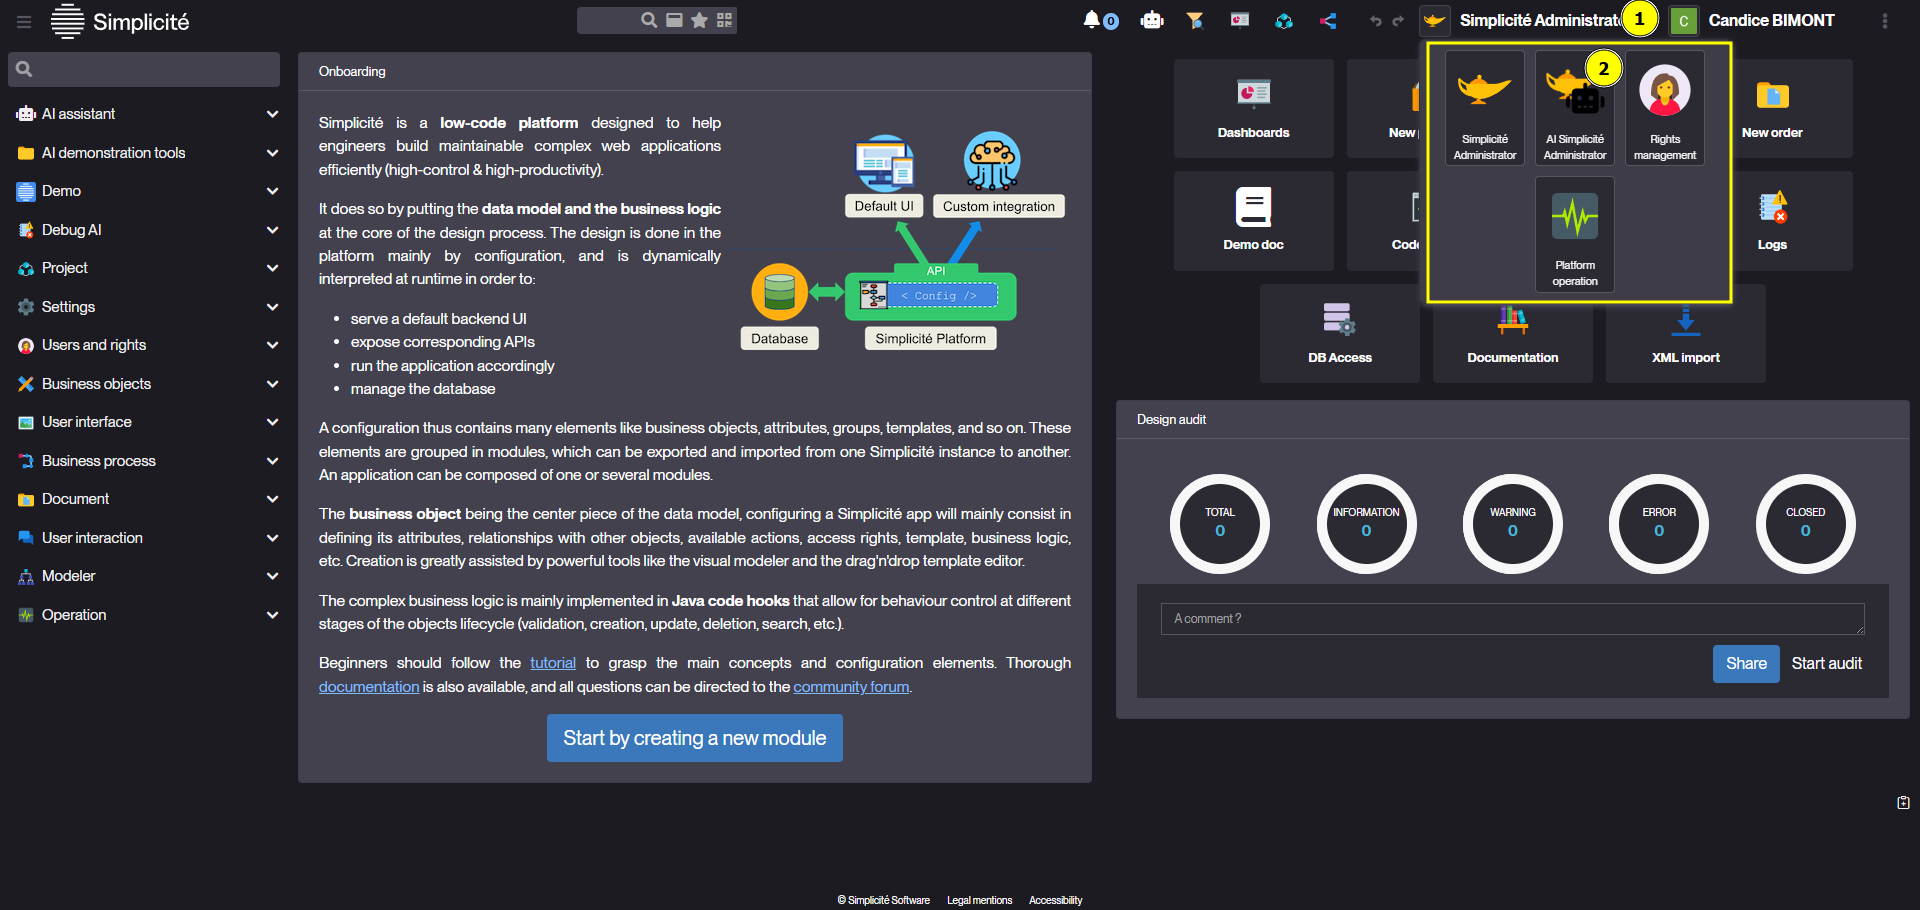 Simplicité
0
Simplicité Administrat
1
C
Candice BIMONT
AI assistant
AI demonstration tools
Demo
Debug AI
Project
Settings
Users and rights
Business objects
User interface
Business process
Document
User interaction
Modeler
Operation
Onboarding
Simplicité is a low-code platform designed to help
engineers build maintainable complex web applications
efficiently (high-control & high-productivity).
It does so by putting the data model and the business logic
at the core of the design process. The design is done in the
platform mainly by configuration, and is dynamically
interpreted at runtime in order to:
serve a default backend UI
expose corresponding APIs
run the application accordingly
manage the database
Default UI
Custom integration
API
< Config />
Database
Simplicité Platform
A configuration thus contains many elements like business objects, attributes, groups, templates, and so on. These
elements are grouped in modules, which can be exported and imported from one Simplicité instance to another.
An application can be composed of one or several modules.
The business object being the center piece of the data model, configuring a Simplicité app will mainly consist in
defining its attributes, relationships with other objects, available actions, access rights, template, business logic,
etc. Creation is greatly assisted by powerful tools like the visual modeler and the drag'n'drop template editor.
The complex business logic is mainly implemented in Java code hooks that allow for behaviour control at different
stages of the objects lifecycle (validation, creation, update, deletion, search, etc.).
Beginners should follow the tutorial to grasp the main concepts and configuration elements. Thorough
documentation is also available, and all questions can be directed to the community forum.
Start by creating a new module
Dashboards
New
New order
Demo doc
Code
Logs
DB Access
Documentation
XML import
2
Simplicité
Administrator
AI Simplicité
Administrator
Rights
management
Platform
operation
Design audit
TOTAL
0
INFORMATION
0
WARNING
0
ERROR
0
CLOSED
0
A comment ?
Share
Start audit
© Simplicité Software
Legal mentions
Accessibility